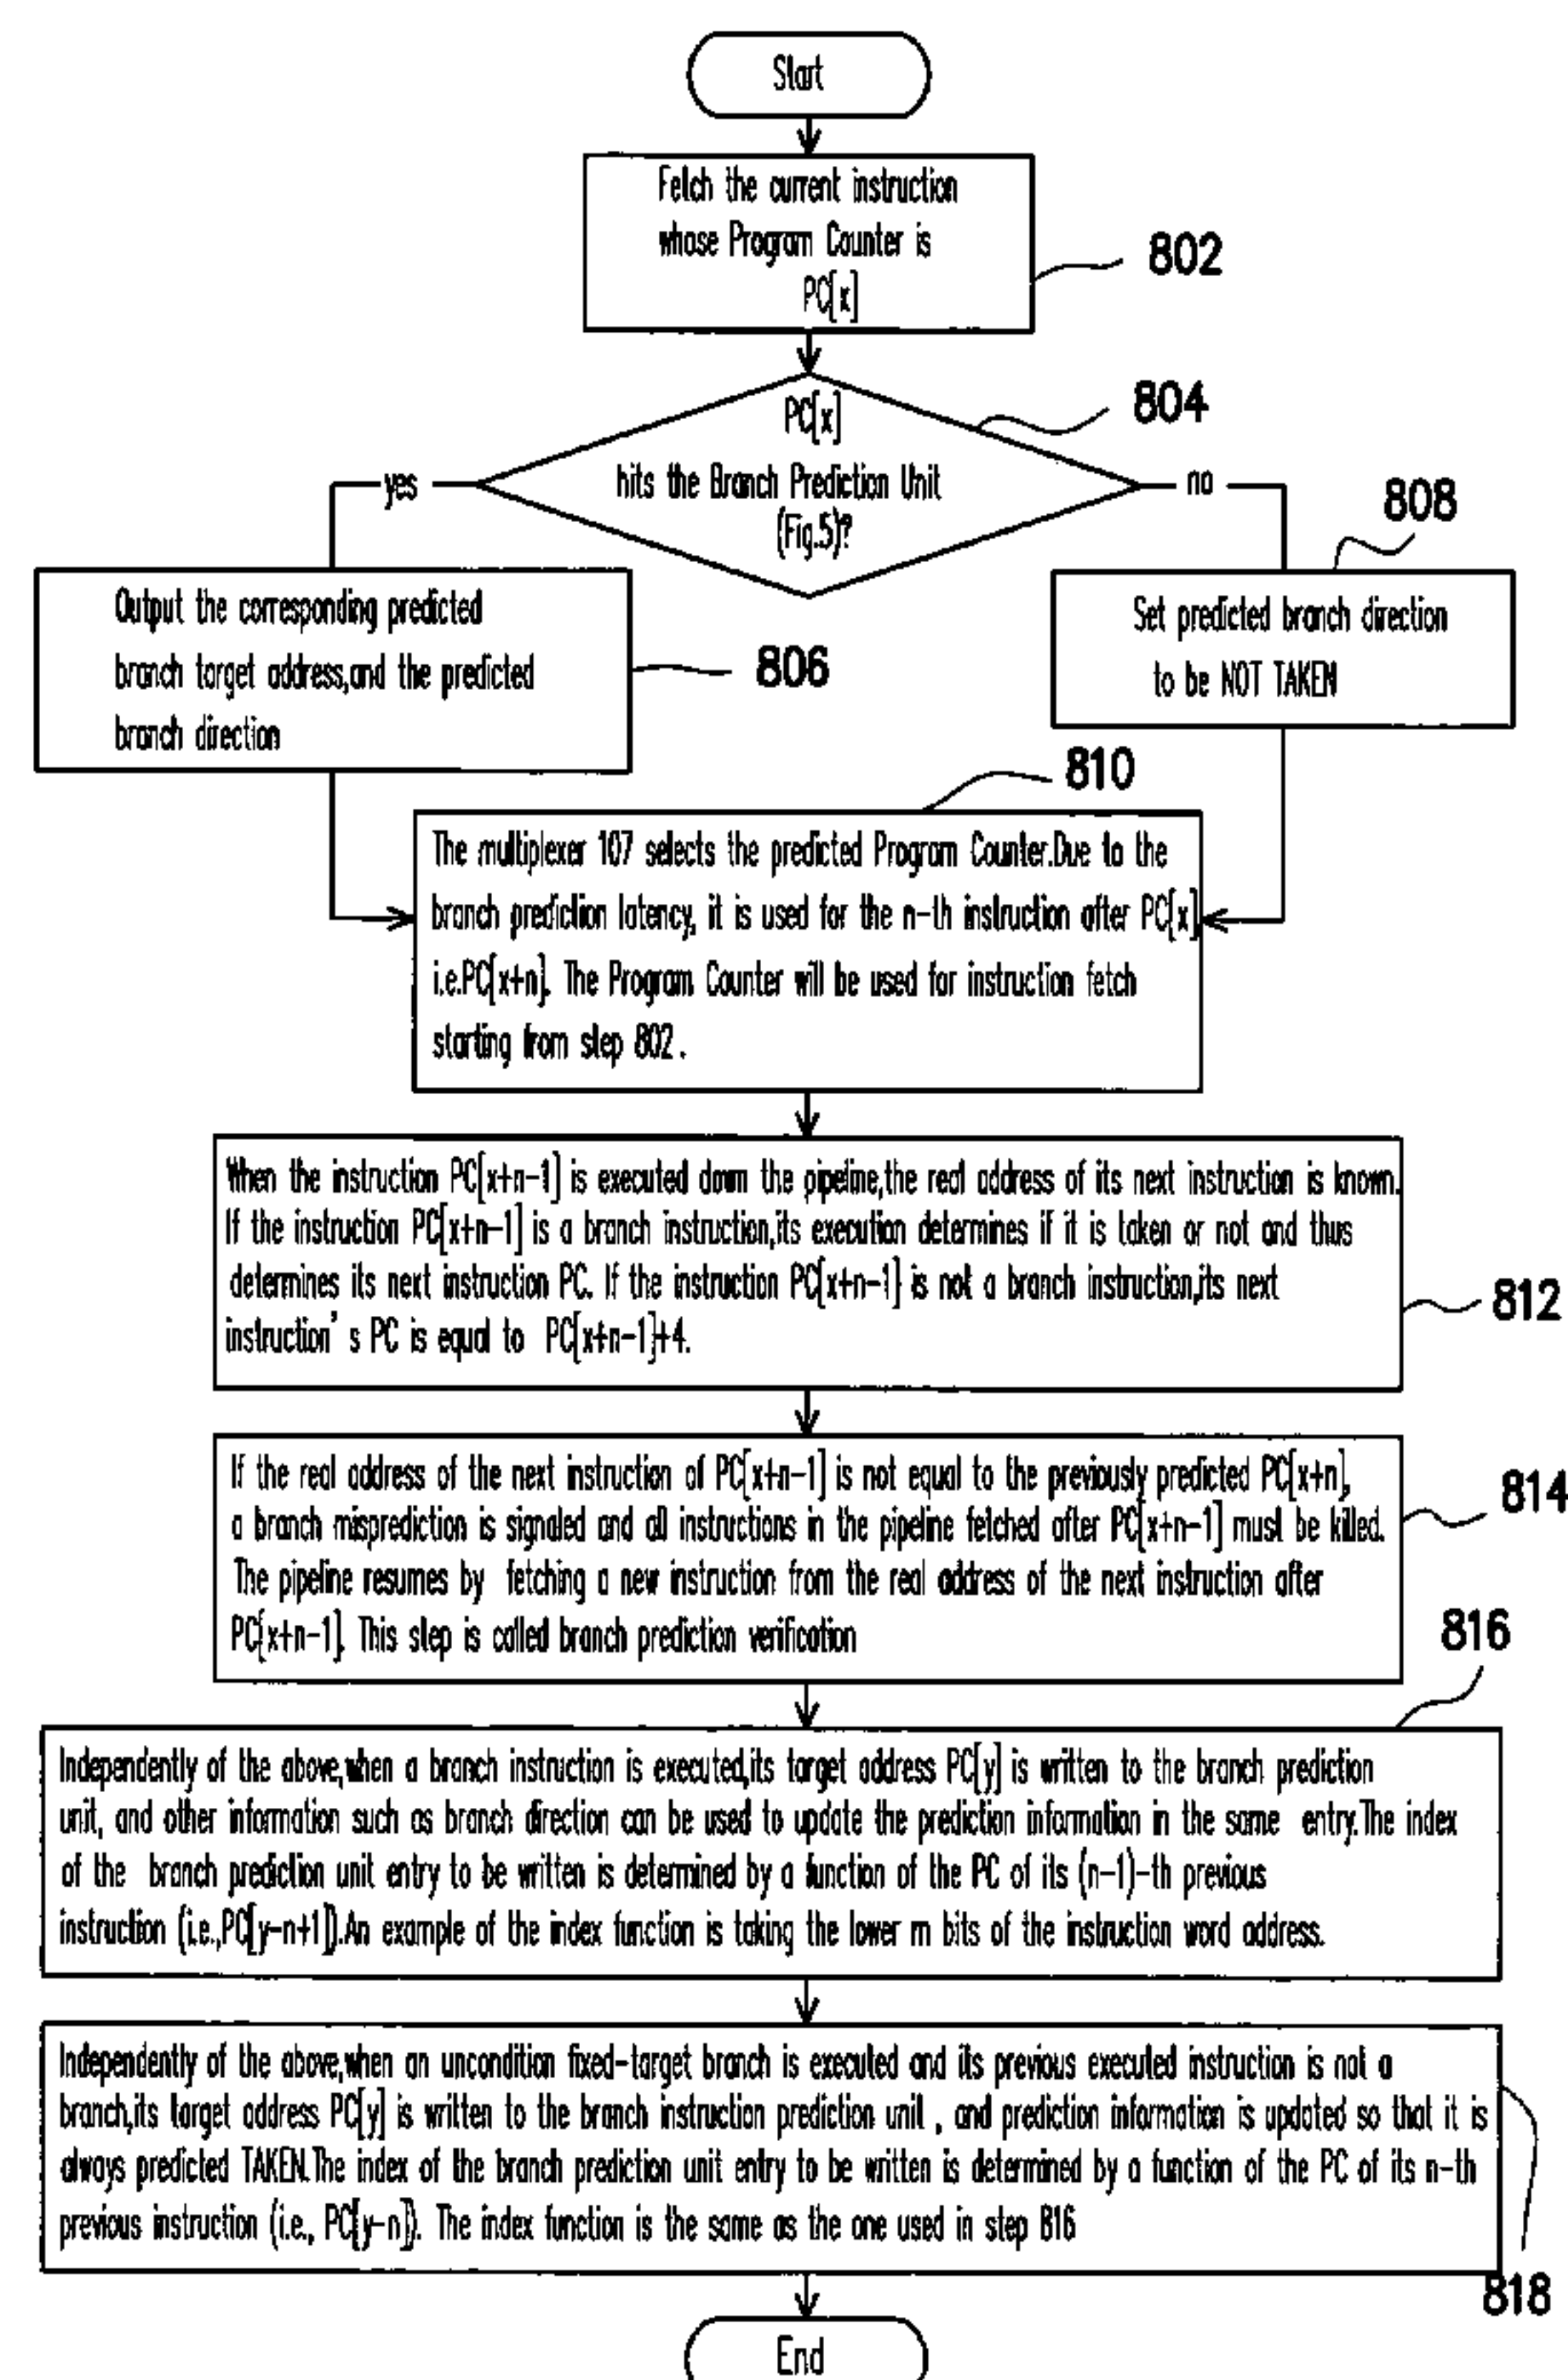 Start
Fetch the current instruction
whose Program Counter is
PC[x]
802
PC[x]
804
hits the Branch Prediction Unit
(Fig.5)?
yes
no
808
Output the corresponding predicted
branch target address,and the predicted
branch direction
806
Set predicted branch direction
to be NOT TAKEN
810
The multiplexer 107 selects the predicted Program Counter.Due to the
branch prediction latency, it is used for the n-th instruction after PC[x]
i.e.PC[x+n]. The Program Counter will be used for instruction fetch
starting from step 802.
When the instruction PC[x+n-1] is executed down the pipeline,the real address of its next instruction is known.
If the instruction PC[x+n-1] is a branch instruction,its execution determines if it is taken or not and thus
determines its next instruction PC. If the instruction PC[x+n-1] is not a branch instruction,its next
instruction's PC is equal to PC[x+n-1]+4.
812
If the real address of the next instruction of PC[x+n-1] is not equal to the previously predicted PC[x+n],
a branch misprediction is signaled and all instructions in the pipeline fetched after PC[x+n-1] must be killed.
The pipeline resumes by fetching a new instruction from the real address of the next instruction after
PC[x+n-1]. This step is called branch prediction verification
814
816
Independently of the above,when a branch instruction is executed,its target address PC[y] is written to the branch prediction
unit, and other information such as branch direction can be used to update the prediction information in the same entry.The index
of the branch prediction unit entry to be written is determined by a function of the PC of its (n-1)-th previous
instruction (i.e.,PC[y-n+1]).An example of the index function is taking the lower m bits of the instruction word address.
Independently of the above,when an uncondition fixed-target branch is executed and its previous executed instruction is not a
branch,its target address PC[y] is written to the branch instruction prediction unit , and prediction information is updated so that it is
always predicted TAKEN.The index of the branch prediction unit entry to be written is determined by a function of the PC of its n-th
previous instruction (i.e., PC[y-n]). The index function is the same as the one used in step 816
818
End